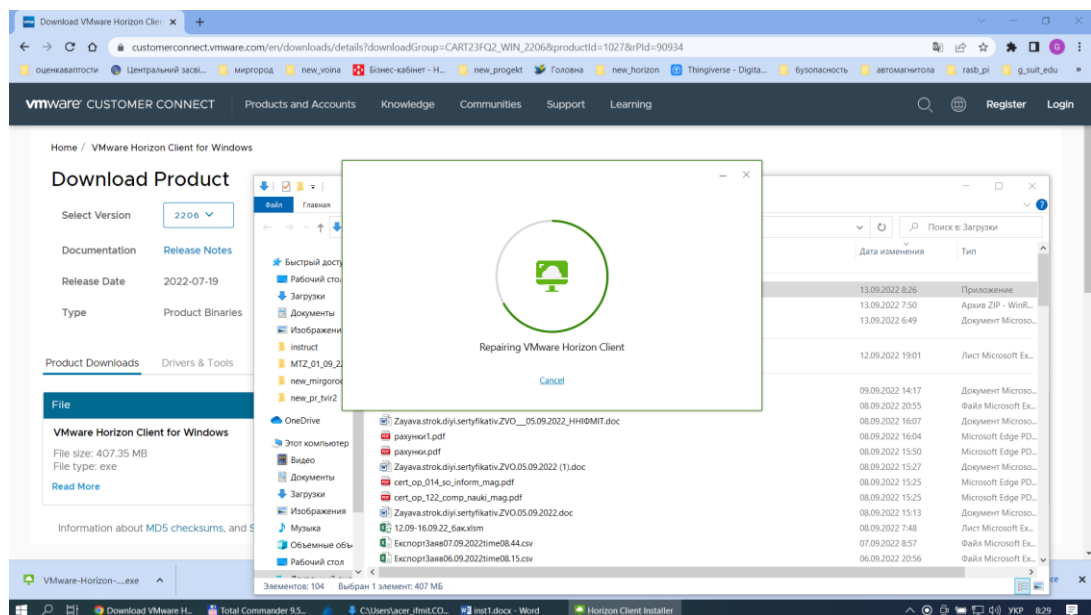 Download VMware Horizon Clien
customerconnect.vmware.com/en/downloads/details?downloadGroup=CART23FQ2_WIN_2206&productId=1027&rPId=90934
оценкаваптости Центральний засві... миргород new_voina Бізнес-кабінет - Н... new_progekt Головна new_horizon Thingiverse - Digita... бузопасность автомагнитола rasb_pi g_suit_edu »
vmware® CUSTOMER CONNECT Products and Accounts Knowledge Communities Support Learning Register Login
Home / VMware Horizon Client for Windows
Download Product
Select Version 2206
Documentation Release Notes
Release Date 2022-07-19
Type Product Binaries
Product Downloads Drivers & Tools
File
VMware Horizon Client for Windows
File size: 407.35 MB
File type: exe
Read More
Information about MD5 checksums, and S
Файл Главная
Поиск в: Загрузки
Дата изменения Тип
Быстрый досту
Рабочий сто
Загрузки
Документы
Изображени
instruct
MTZ_01_09_22
new_mirgoroc
new_pr_tvir2
OneDrive
Этот компьютер
Видео
Документы
Загрузки
Изображения
Музыка
Объемные объе
Рабочий стол
Repairing VMware Horizon Client
Cancel
13.09.2022 8:26 Приложение
13.09.2022 7:50 Архив ZIP - WinR...
13.09.2022 6:49 Документ Microso...
12.09.2022 19:01 Лист Microsoft Ex...
09.09.2022 14:17 Документ Microso...
08.09.2022 20:55 Файл Microsoft Ex...
Zayava.strok.diyi.sertyfikativ.ZVO__05.09.2022_ННІФМІТ.doc 08.09.2022 16:07 Документ Microso...
рахунки1.pdf 08.09.2022 16:04 Microsoft Edge PD...
рахунки.pdf 08.09.2022 15:50 Microsoft Edge PD...
Zayava.strok.diyi.sertyfikativ.ZVO.05.09.2022 (1).doc 08.09.2022 15:27 Документ Microso...
cert_op_014_so_inform_mag.pdf 08.09.2022 15:25 Microsoft Edge PD...
cert_op_122_comp_nauki_mag.pdf 08.09.2022 15:25 Microsoft Edge PD...
Zayava.strok.diyi.sertyfikativ.ZVO.05.09.2022.doc 08.09.2022 15:13 Документ Microso...
12.09-16.09.22_бак.xlsm 08.09.2022 7:48 Лист Microsoft Ex...
ЕкспортЗаяв07.09.2022time08.44.csv 07.09.2022 8:57 Файл Microsoft Ex...
ЕкспортЗаяв06.09.2022time08.15.csv 06.09.2022 20:56 Файл Microsoft Ex...
Элементов: 104 Выбран 1 элемент: 407 МБ
VMware-Horizon-....exe
Download VMware H... Total Commander 9.5... C:\Users\acer_ifmit.CO... inst1.docx - Word Horizon Client Installer УКР 8:29